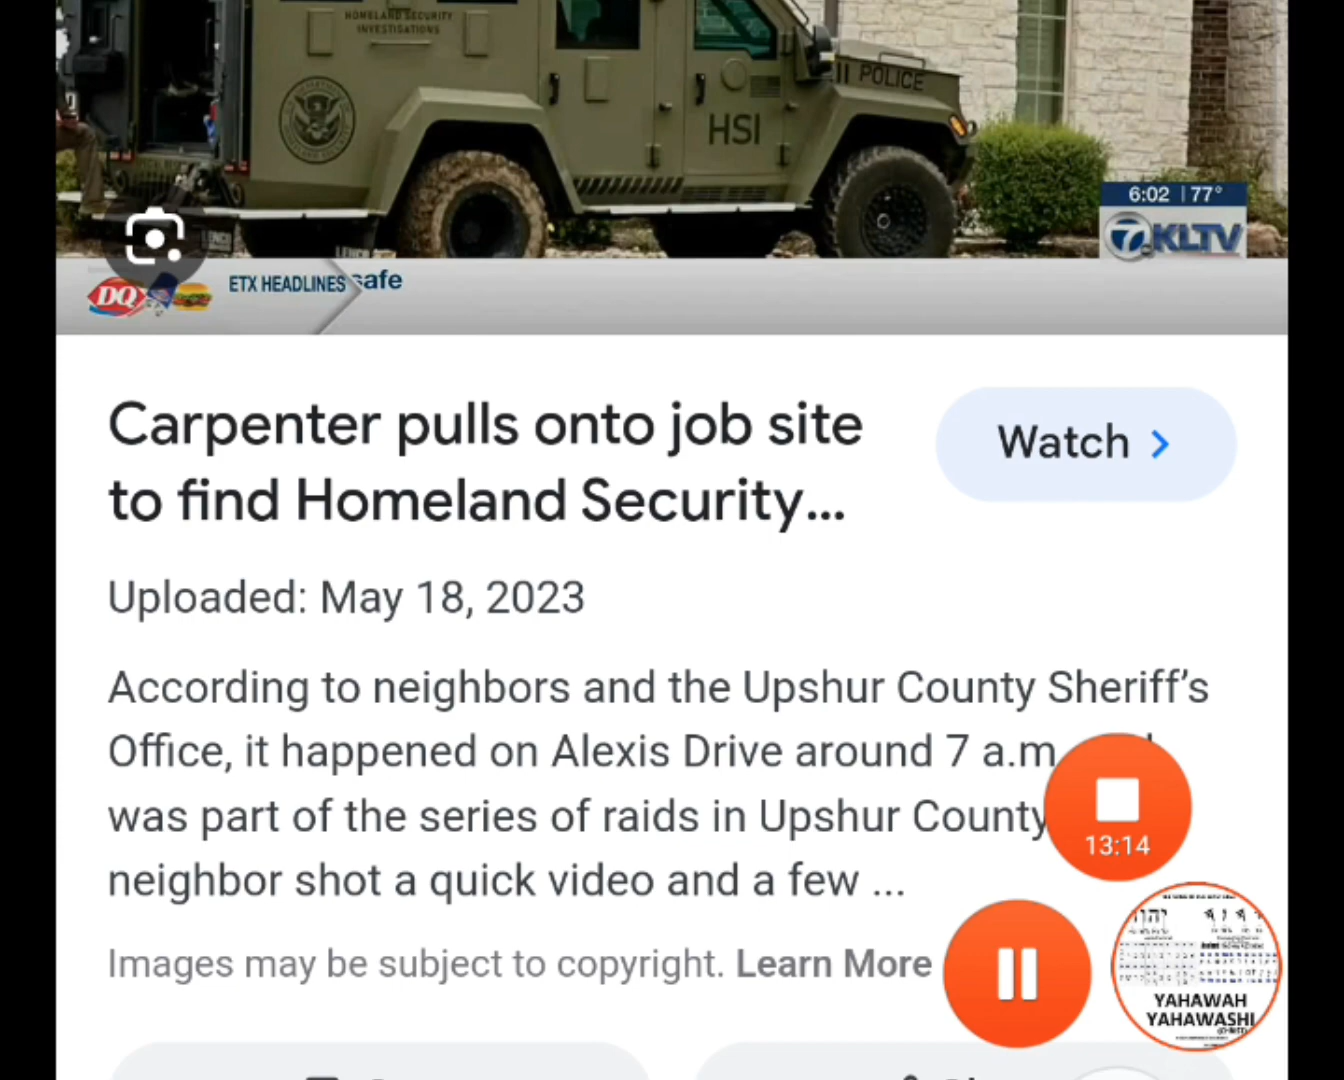 HOMELAND SECURITY
INVESTIGATIONS
POLICE
HSI
6:02 | 77°
7 KLTV
DQ
ETX HEADLINES safe
Carpenter pulls onto job site
to find Homeland Security...
Watch >
Uploaded: May 18, 2023
According to neighbors and the Upshur County Sheriff's
Office, it happened on Alexis Drive around 7 a.m
was part of the series of raids in Upshur County
neighbor shot a quick video and a few ...
13:14
Images may be subject to copyright. Learn More
YAHAWAH
YAHAWASHI